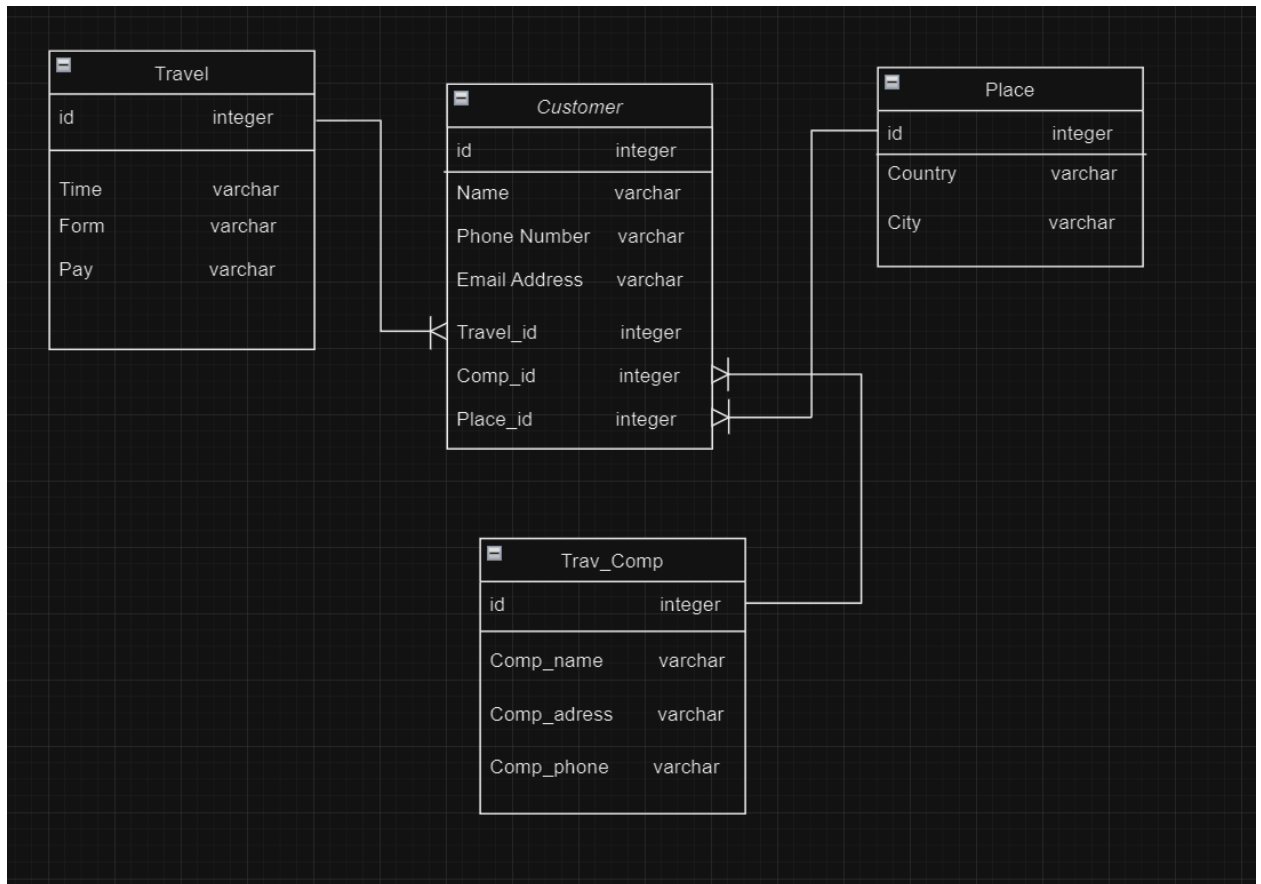 Travel
id integer
Time varchar
Form varchar
Pay varchar
Customer
id integer
Name varchar
Phone Number varchar
Email Address varchar
Travel_id integer
Comp_id integer
Place_id integer
Place
id integer
Country varchar
City varchar
Trav_Comp
id integer
Comp_name varchar
Comp_adress varchar
Comp_phone varchar